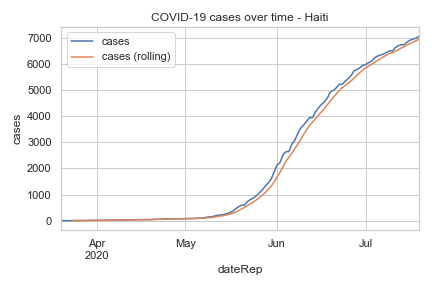 COVID-19 cases over time - Haiti
cases
cases (rolling)
7000
6000
5000
4000
3000
2000
1000
0
cases
Apr
2020
May
Jun
Jul
dateRep